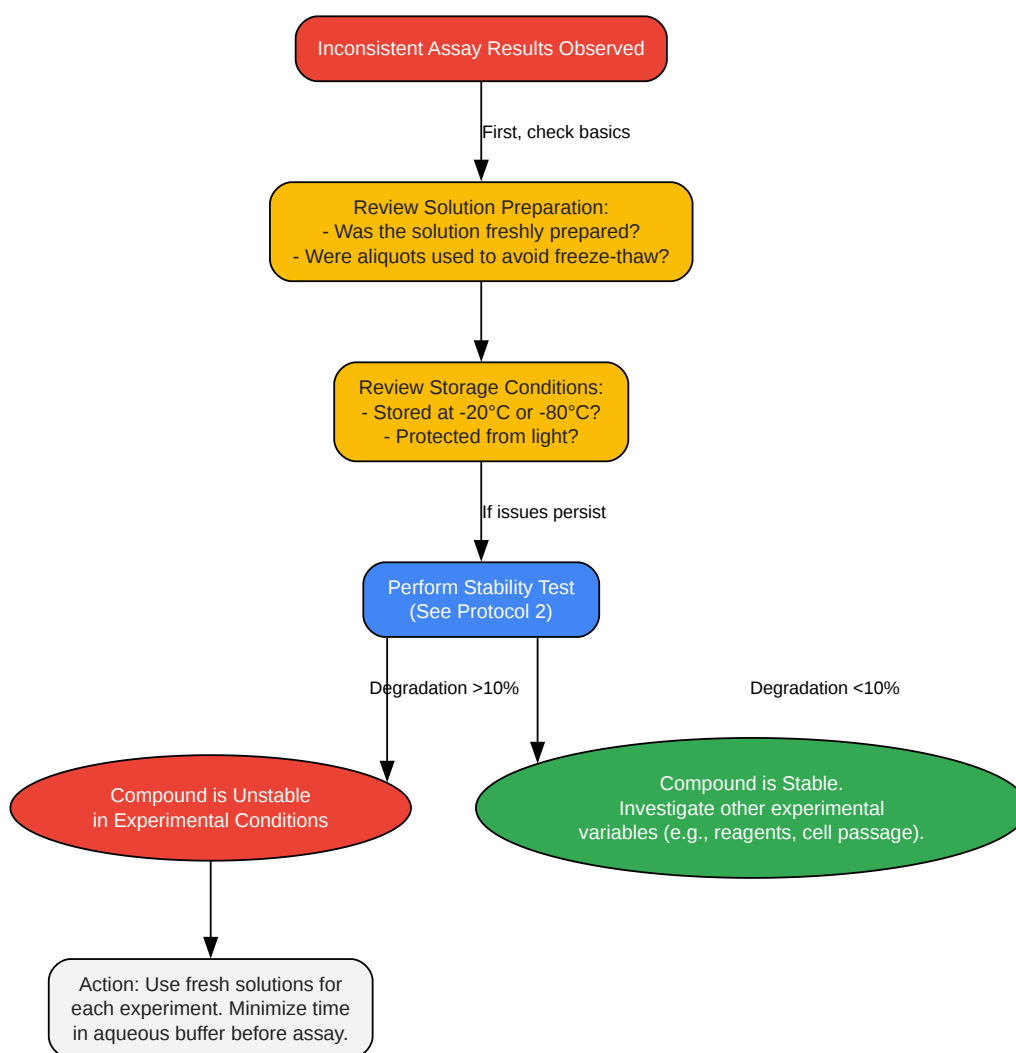 Inconsistent Assay Results Observed
First, check basics
Review Solution Preparation:
- Was the solution freshly prepared?
- Were aliquots used to avoid freeze-thaw?
Review Storage Conditions:
- Stored at -20°C or -80°C?
- Protected from light?
If issues persist
Perform Stability Test
(See Protocol 2)
Degradation >10%
Degradation <10%
Compound is Unstable
in Experimental Conditions
Compound is Stable.
Investigate other experimental
variables (e.g., reagents, cell passage).
Action: Use fresh solutions for
each experiment. Minimize time
in aqueous buffer before assay.